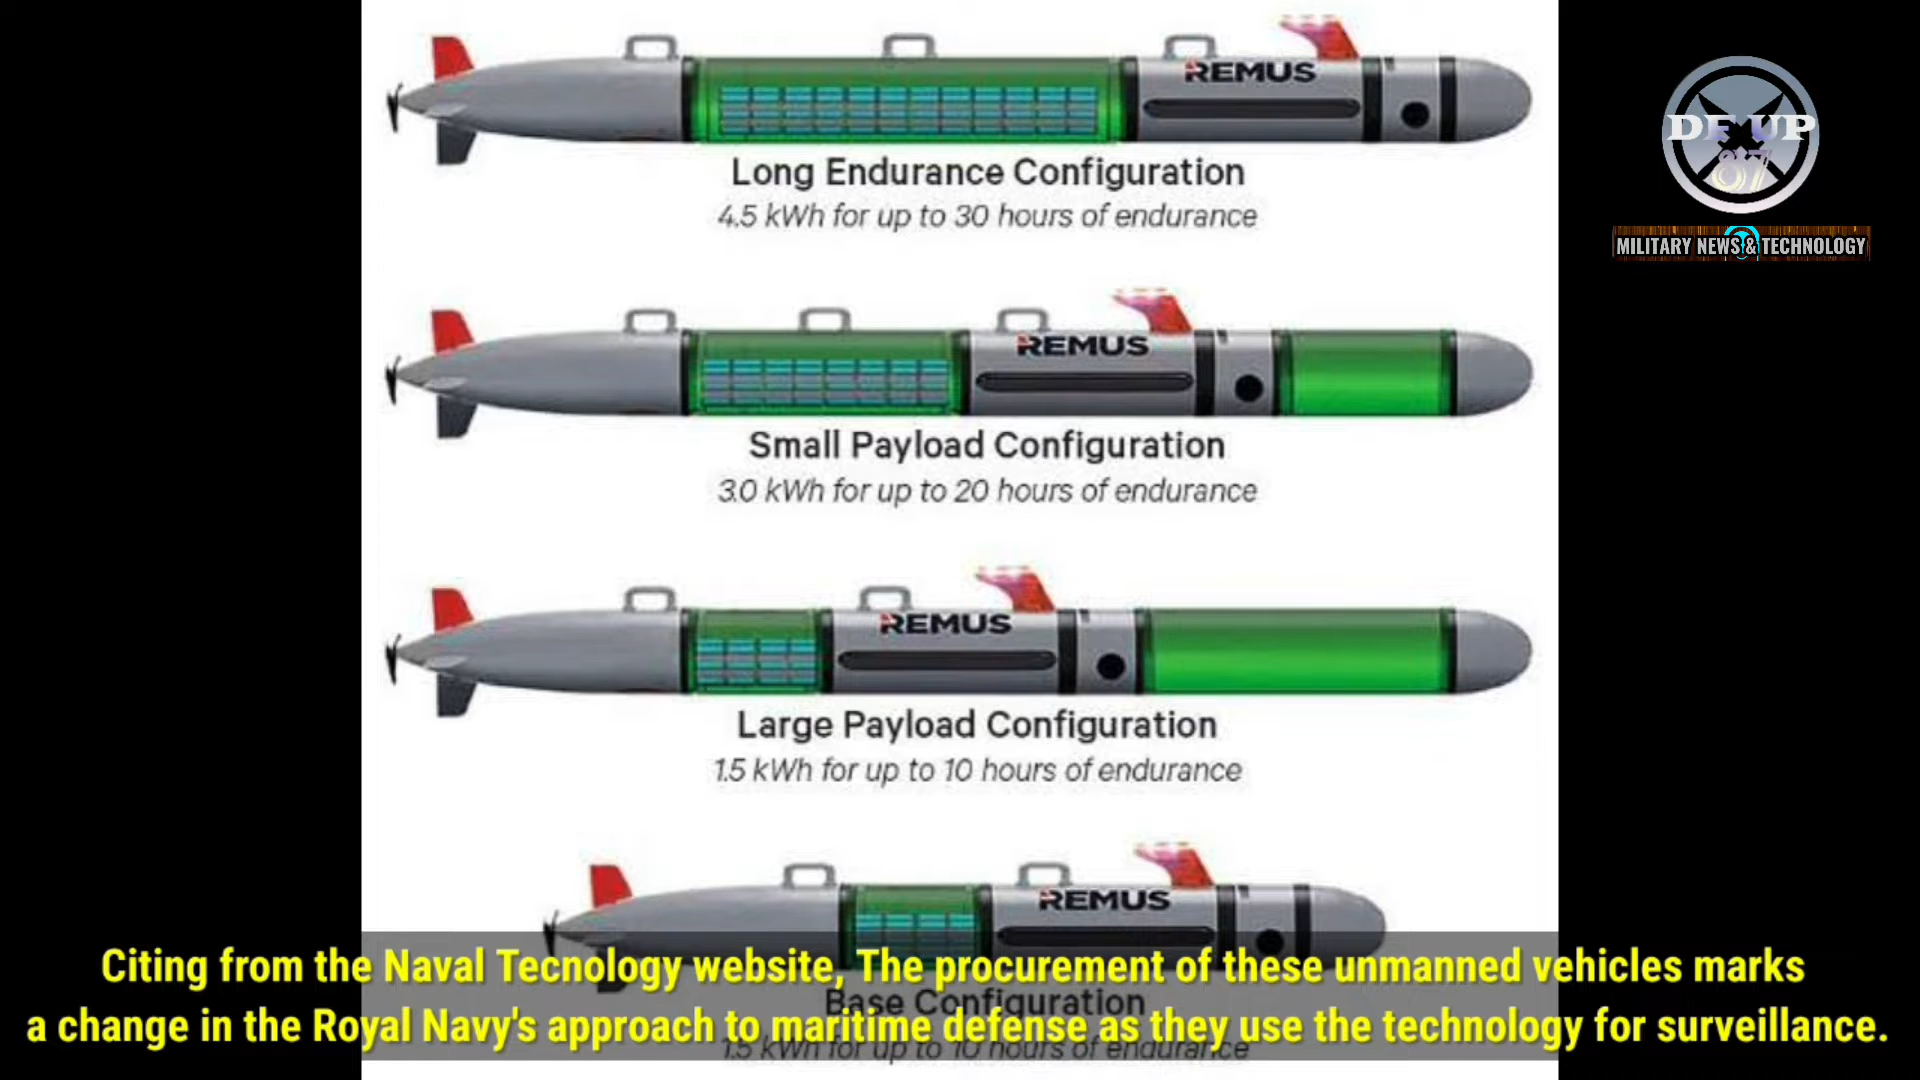 REMUS
Long Endurance Configuration
4.5 kWh for up to 30 hours of endurance
DF UP
87
MILITARY NEWS & TECHNOLOGY
REMUS
Small Payload Configuration
3.0 kWh for up to 20 hours of endurance
REMUS
Large Payload Configuration
1.5 kWh for up to 10 hours of endurance
REMUS
Base Configuration
1.5 kWh for up to 10 hours of endurance
Citing from the Naval Tecnology website, The procurement of these unmanned vehicles marks
a change in the Royal Navy's approach to maritime defense as they use the technology for surveillance.